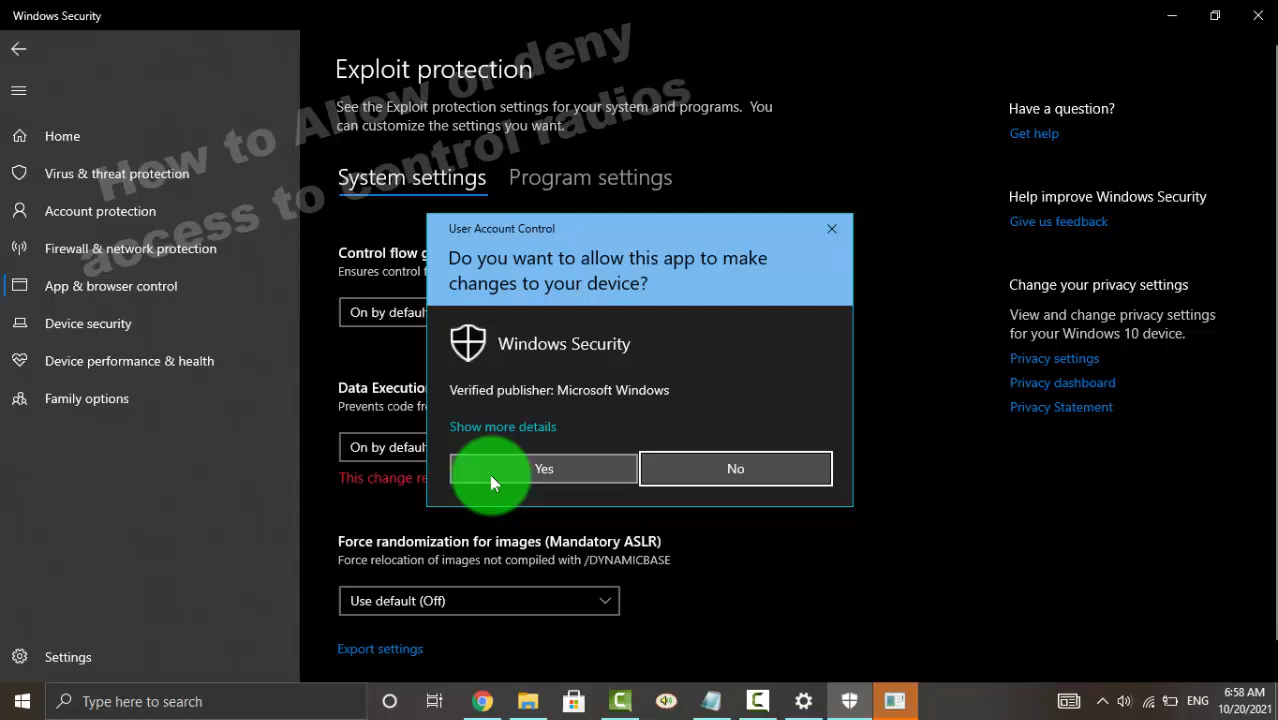 Windows Security
Exploit protection
See the Exploit protection settings for your system and programs. You
can customize the settings you want.
How to Allow or deny
access to control radios
Home
Virus & threat protection
Account protection
Firewall & network protection
App & browser control
Device security
Device performance & health
Family options
Settings
System settings
Program settings
Control flow g
Ensures control f
On by defaul
Data Execution
Prevents code fro
On by defaul
This change re
Force randomization for images (Mandatory ASLR)
Force relocation of images not compiled with /DYNAMICBASE
Use default (Off)
Export settings
User Account Control
Do you want to allow this app to make
changes to your device?
Windows Security
Verified publisher: Microsoft Windows
Show more details
Yes
No
Have a question?
Get help
Help improve Windows Security
Give us feedback
Change your privacy settings
View and change privacy settings
for your Windows 10 device.
Privacy settings
Privacy dashboard
Privacy Statement
Type here to search
ENG
6:58 AM
10/20/2021